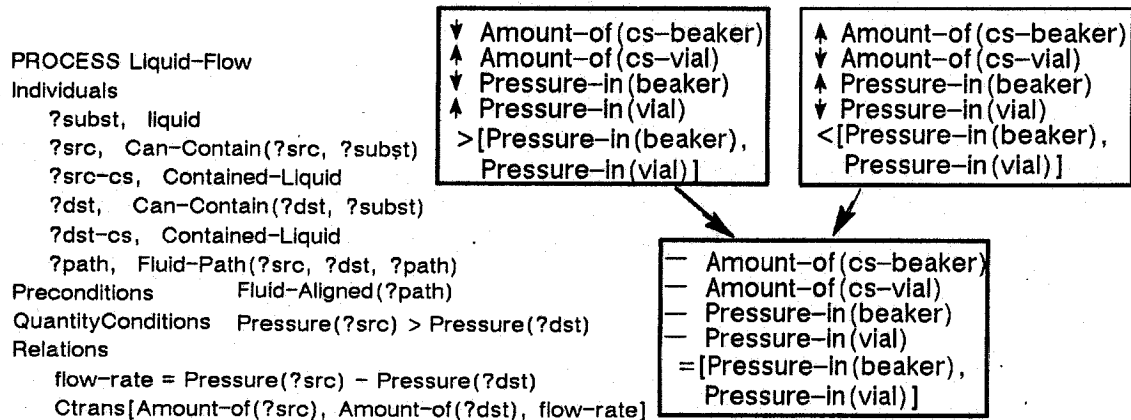 PROCESS Liquid-Flow
Individuals
?subst, liquid
?src, Can-Contain(?src, ?subst)
?src-cs, Contained-Liquid
?dst, Can-Contain(?dst, ?subst)
?dst-cs, Contained-Liquid
?path, Fluid-Path(?src, ?dst, ?path)
Preconditions Fluid-Aligned(?path)
QuantityConditions Pressure(?src) > Pressure(?dst)
Relations
flow-rate = Pressure(?src) - Pressure(?dst)
Ctrans[Amount-of(?src), Amount-of(?dst), flow-rate]
↓ Amount-of(cs-beaker)
↑ Amount-of(cs-vial)
↓ Pressure-in(beaker)
↑ Pressure-in(vial)
>[Pressure-in(beaker),
Pressure-in(vial)]
↑ Amount-of(cs-beaker)
↓ Amount-of(cs-vial)
↑ Pressure-in(beaker)
↓ Pressure-in(vial)
<[Pressure-in(beaker),
Pressure-in(vial)]
— Amount-of(cs-beaker)
— Amount-of(cs-vial)
— Pressure-in(beaker)
— Pressure-in(vial)
=[Pressure-in(beaker),
Pressure-in(vial)]